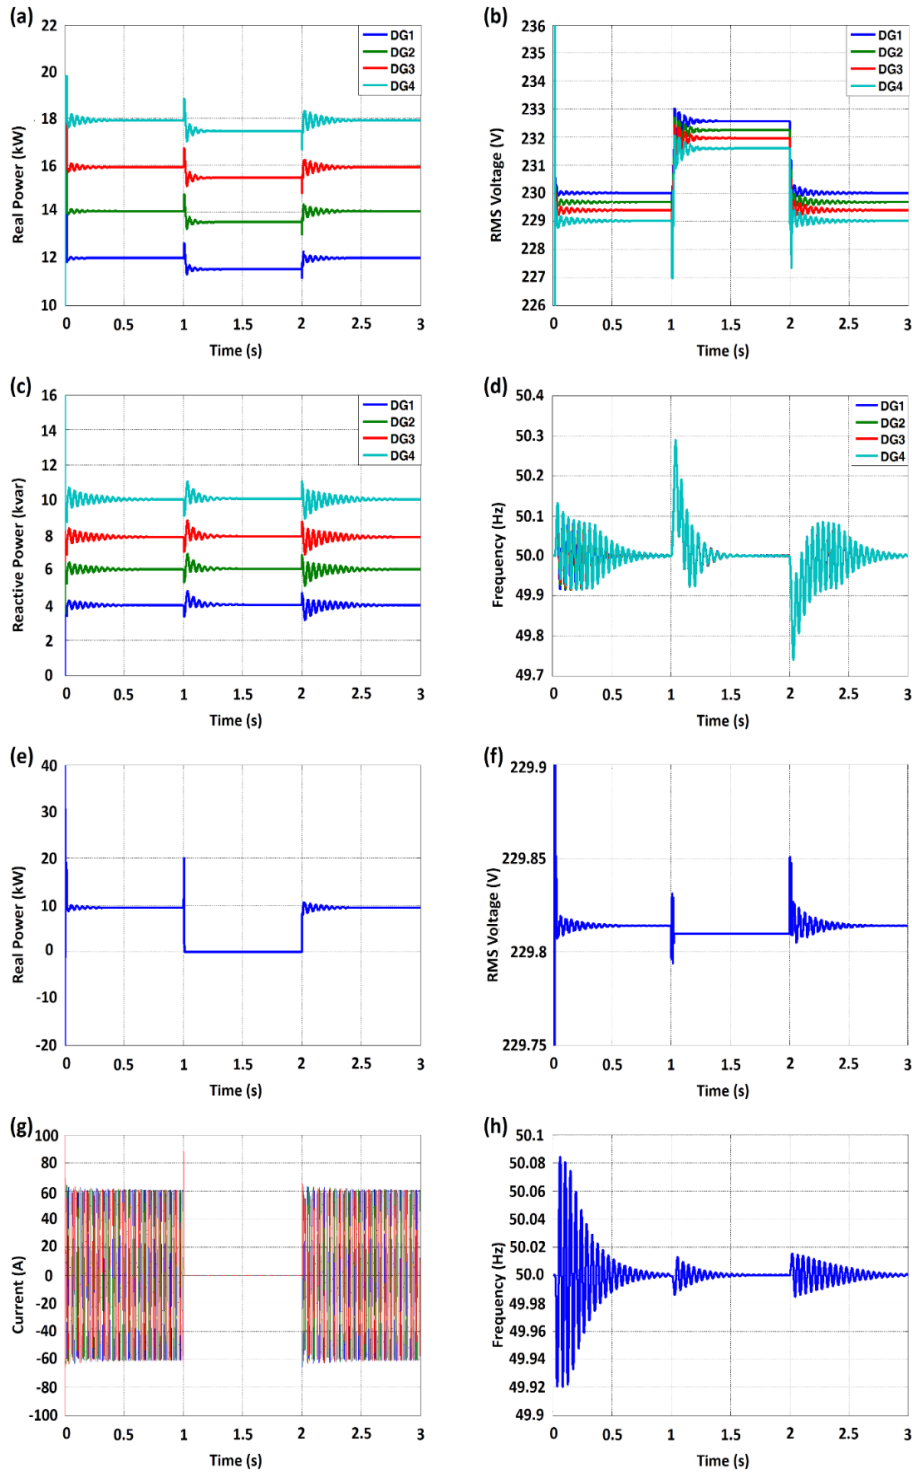 (a)
Real Power (kW)
22
20
18
16
14
12
10
DG1
DG2
DG3
DG4
0 0.5 1 1.5 2 2.5 3
Time (s)
(b)
RMS Voltage (V)
236
235
234
233
232
231
230
229
228
227
226
DG1
DG2
DG3
DG4
0 0.5 1 1.5 2 2.5 3
Time (s)
(c)
Reactive Power (kvar)
16
14
12
10
8
6
4
2
0
DG1
DG2
DG3
DG4
0 0.5 1 1.5 2 2.5 3
Time (s)
(d)
Frequency (Hz)
50.4
50.3
50.2
50.1
50.0
49.9
49.8
49.7
DG1
DG2
DG3
DG4
0 0.5 1 1.5 2 2.5 3
Time (s)
(e)
Real Power (kW)
40
30
20
10
0
-10
-20
0 0.5 1 1.5 2 2.5 3
Time (s)
(f)
RMS Voltage (V)
229.9
229.85
229.8
229.75
0 0.5 1 1.5 2 2.5 3
Time (s)
(g)
Current (A)
100
80
60
40
20
0
-20
-40
-60
-80
-100
0 0.5 1 1.5 2 2.5 3
Time (s)
(h)
Frequency (Hz)
50.1
50.08
50.06
50.04
50.02
50.0
49.98
49.96
49.94
49.92
49.9
0 0.5 1 1.5 2 2.5 3
Time (s)